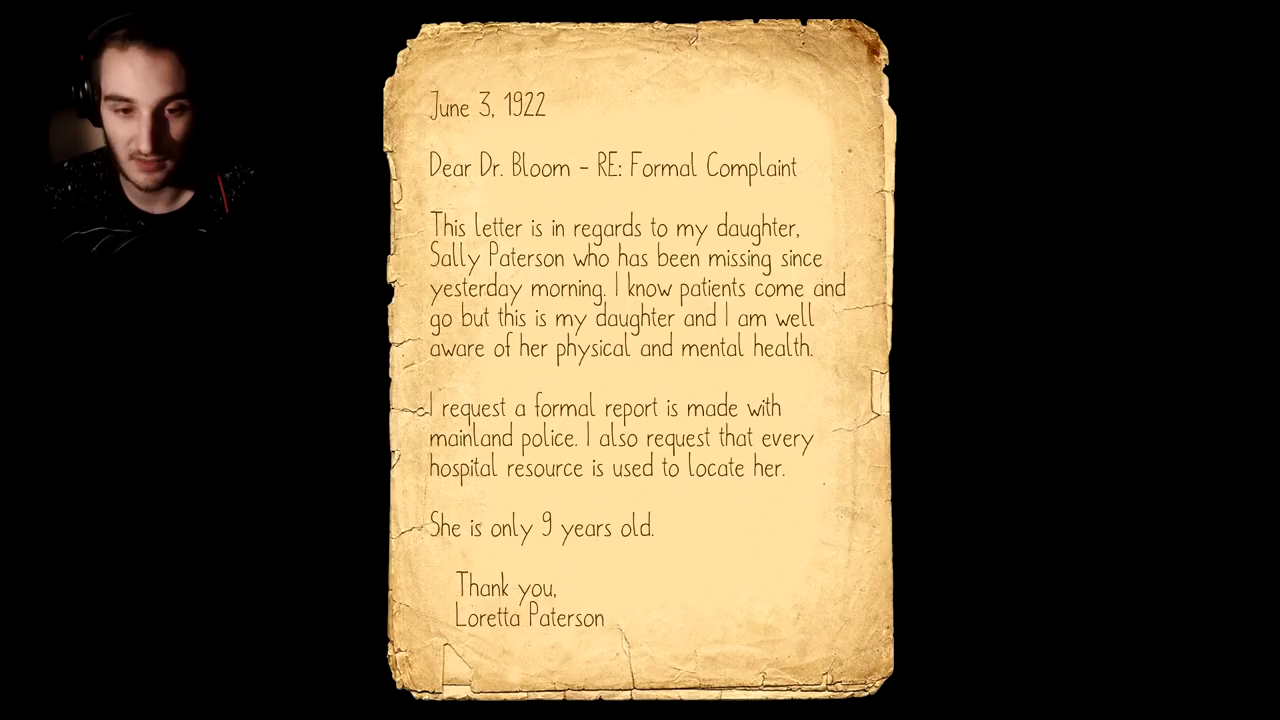 June 3, 1922
Dear Dr. Bloom - RE: Formal Complaint
This letter is in regards to my daughter,
Sally Paterson who has been missing since
yesterday morning. I know patients come and
go but this is my daughter and I am well
aware of her physical and mental health.
I request a formal report is made with
mainland police. I also request that every
hospital resource is used to locate her.
She is only 9 years old.
Thank you,
Loretta Paterson